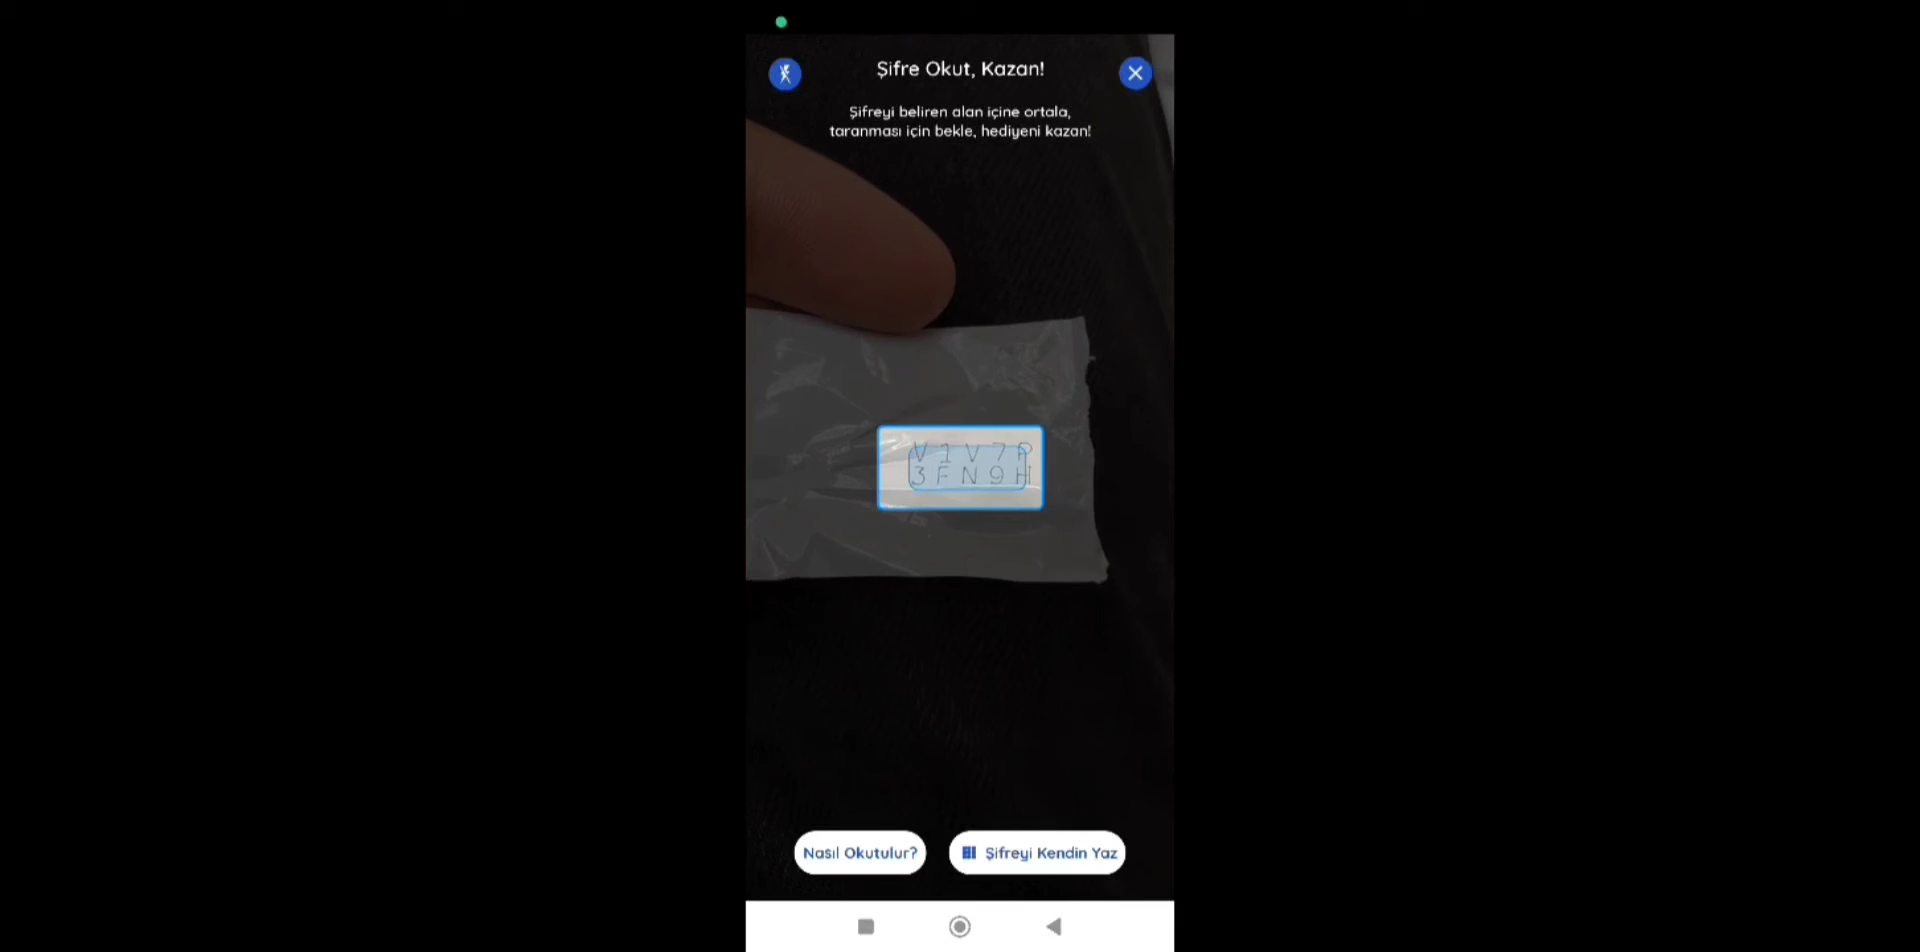 Şifre Okut, Kazan!
Şifreyi beliren alan içine ortala,
taranması için bekle, hediyeni kazan!
V 1 V 7 P
3 F N 9 H
Nasıl Okutulur?
Şifreyi Kendin Yaz